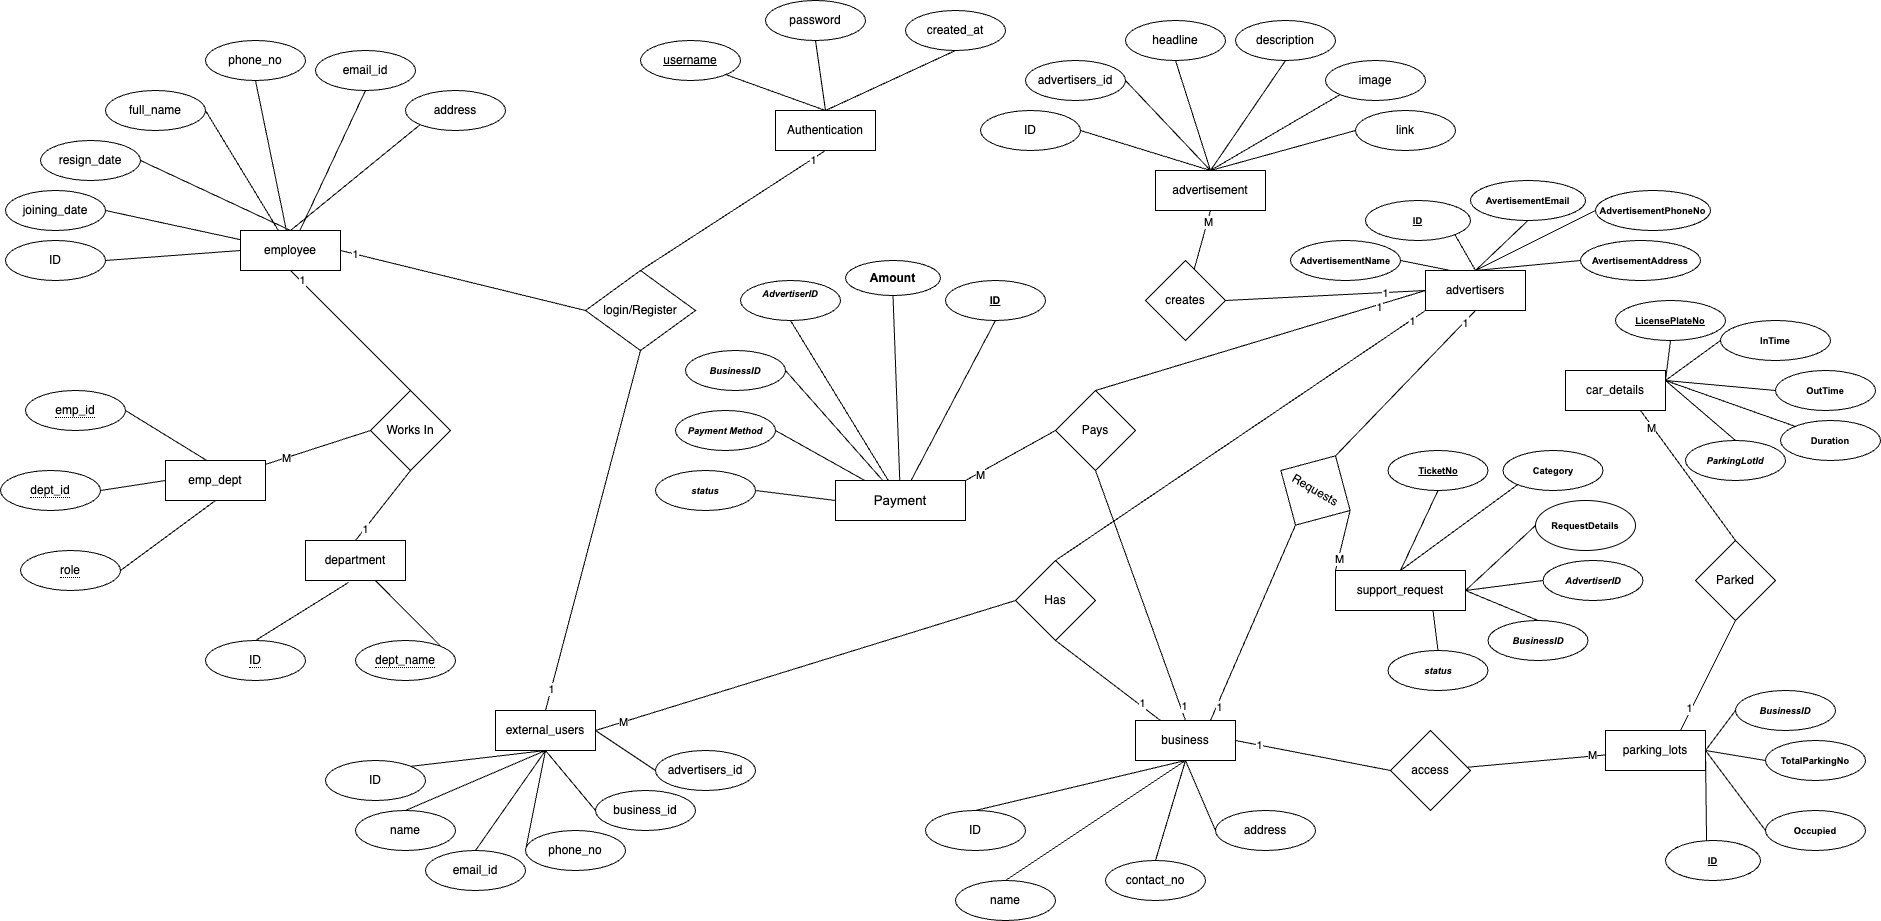 password
created_at
username
Authentication
1
headline
description
advertisers_id
image
ID
link
advertisement
M
phone_no
email_id
full_name
address
resign_date
joining_date
ID
employee
1
1
login/Register
creates
1
AvertisementEmail
ID
AdvertisementPhoneNo
AdvertisementName
AvertisementAddress
advertisers
1
1
1
Amount
AdvertiserID
ID
BusinessID
Payment Method
status
Payment
M
Pays
LicensePlateNo
InTime
car_details
OutTime
Duration
ParkingLotId
M
emp_id
Works In
M
emp_dept
dept_id
role
1
department
ID
dept_name
Requests
M
TicketNo
Category
RequestDetails
AdvertiserID
support_request
BusinessID
status
Parked
1
Has
1
M
external_users
ID
name
email_id
phone_no
business_id
advertisers_id
1
1
1
business
1
ID
name
contact_no
address
access
M
parking_lots
BusinessID
TotalParkingNo
Occupied
ID